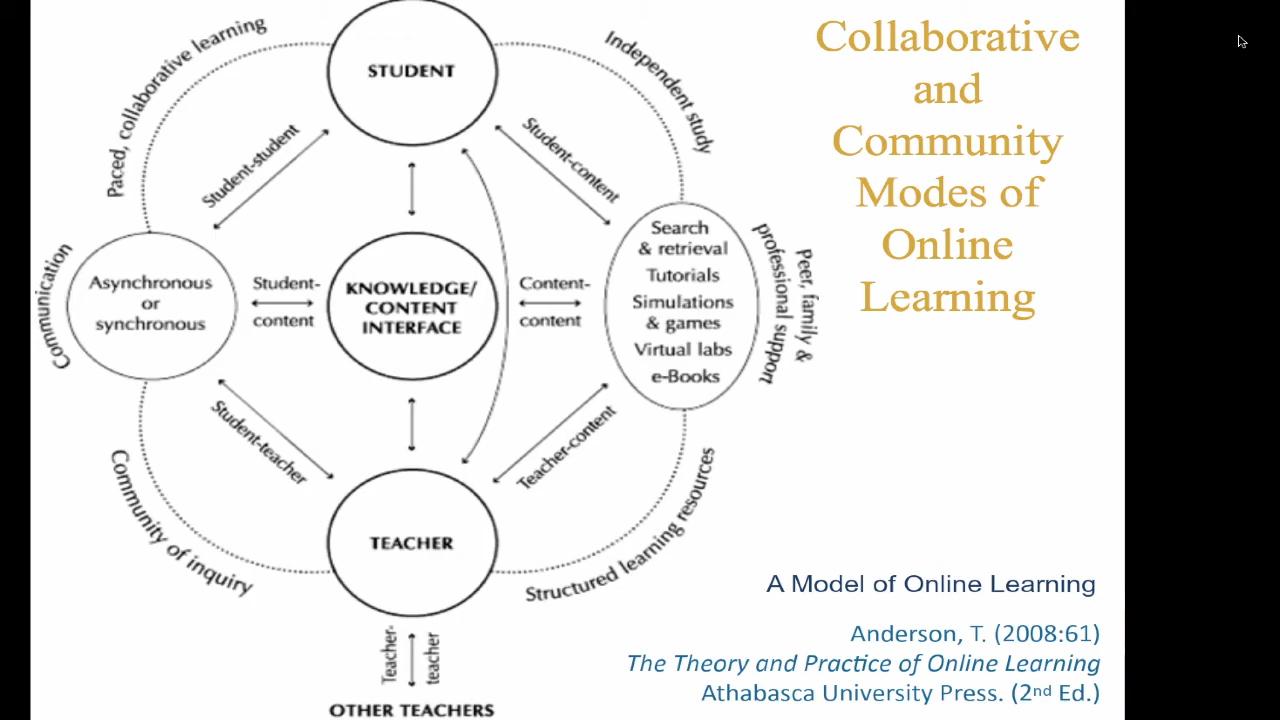 Collaborative
and
Community
Modes of
Online
Learning
Paced, collaborative learning
STUDENT
Independent study
Student-student
Student-content
Communication
Asynchronous
or
synchronous
Student-
content
KNOWLEDGE/
CONTENT
INTERFACE
Content-
content
Search
& retrieval
Tutorials
Simulations
& games
Virtual labs
e-Books
Peer, family &
professional support
Student-teacher
Teacher-content
Community of inquiry
TEACHER
Structured learning resources
Teacher-
teacher
OTHER TEACHERS
A Model of Online Learning
Anderson, T. (2008:61)
The Theory and Practice of Online Learning
Athabasca University Press. (2nd Ed.)